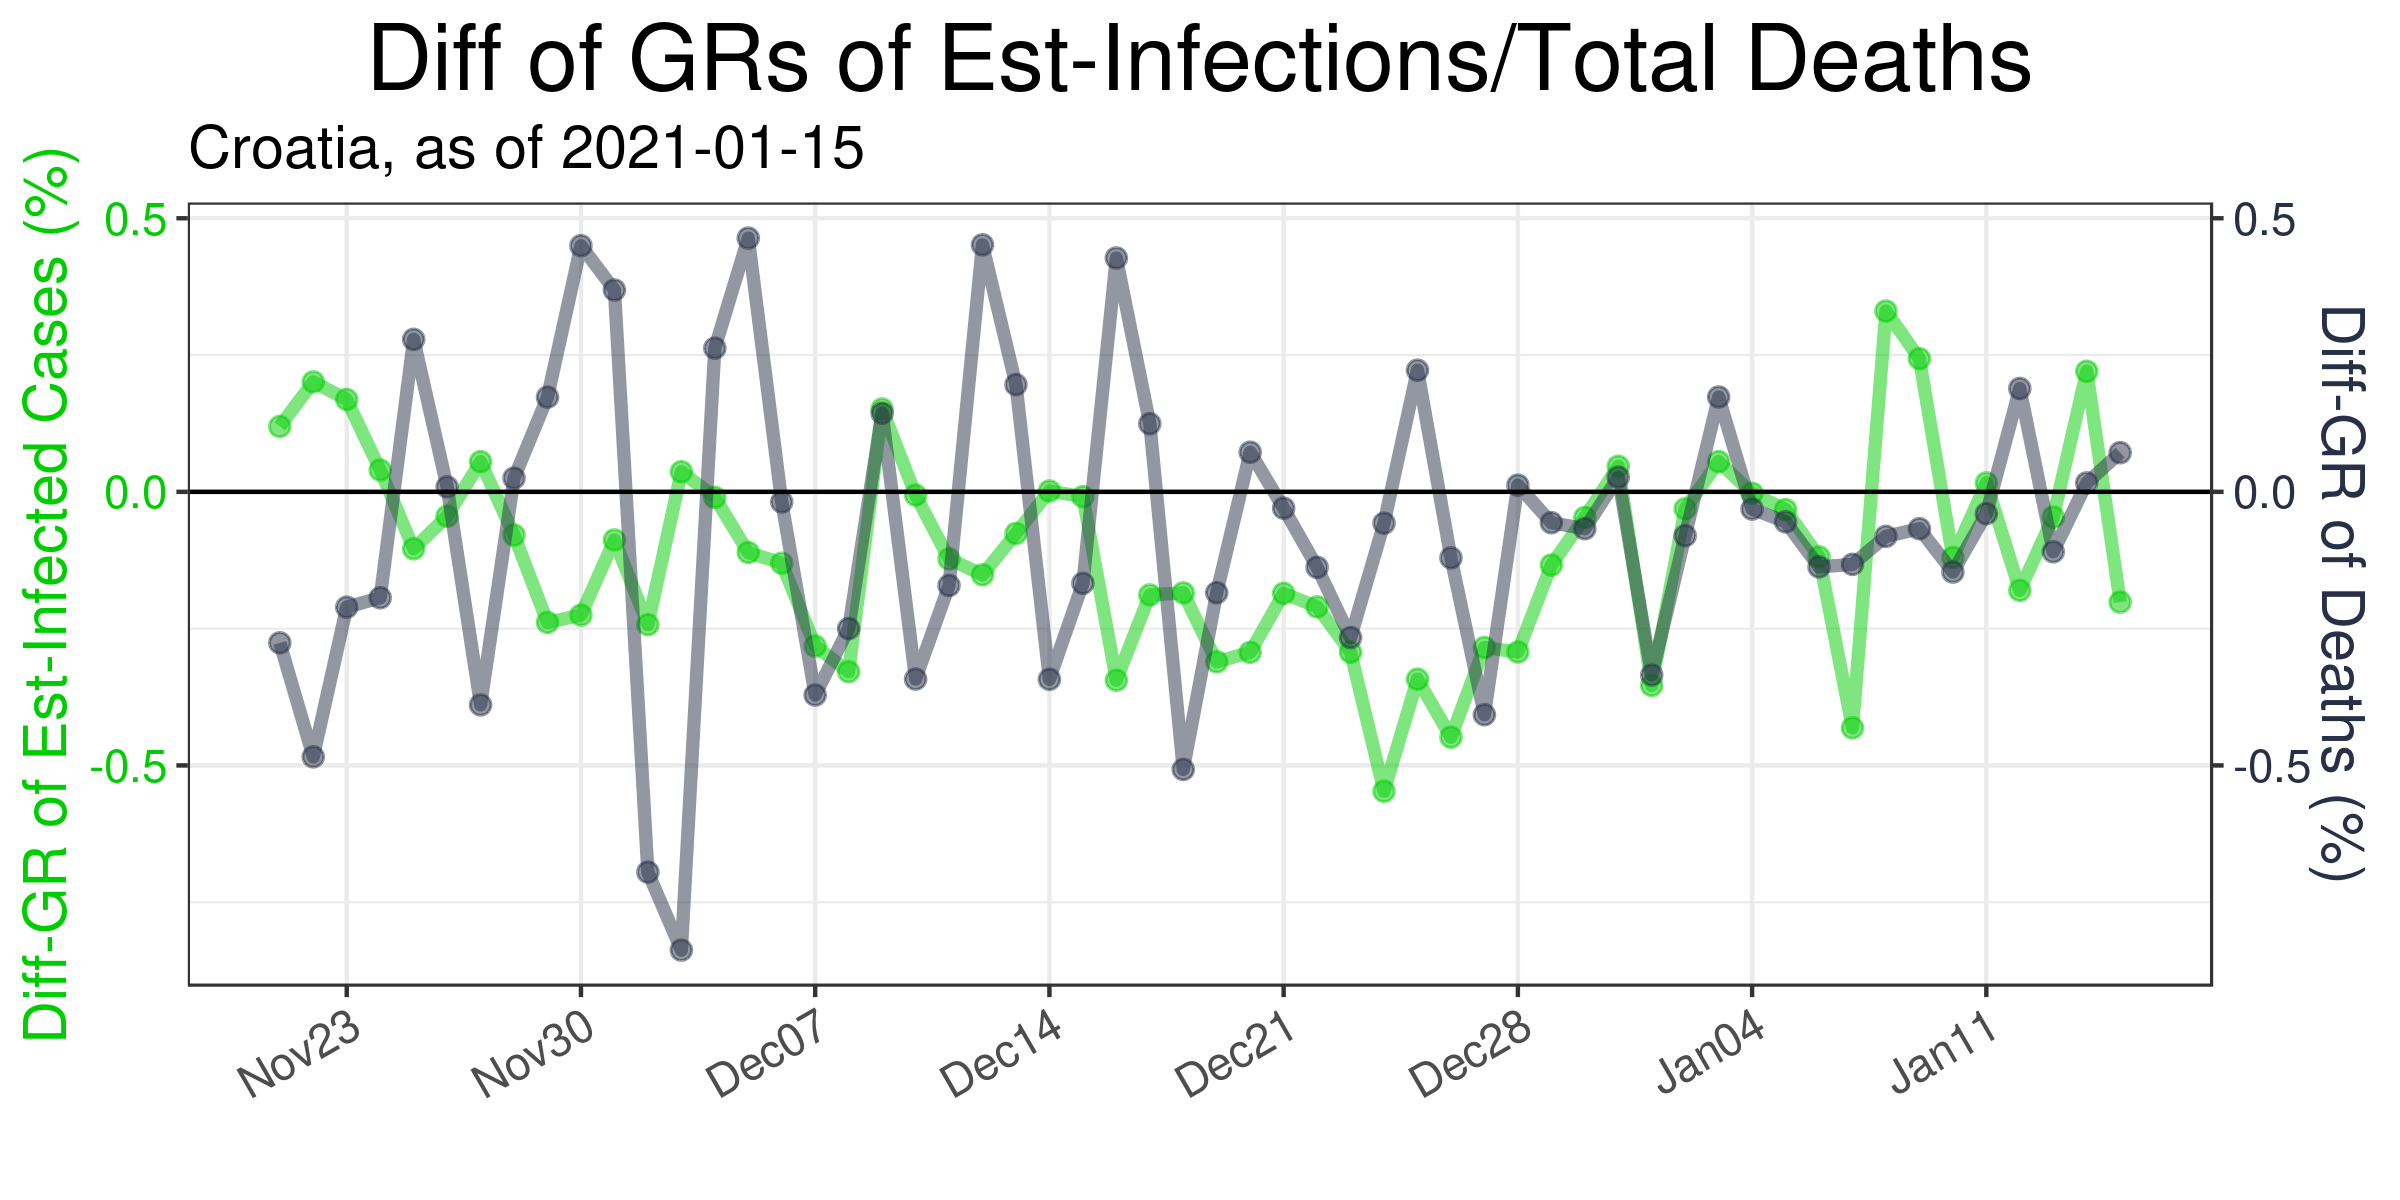 Diff of GRs of Est-Infections/Total Deaths
Croatia, as of 2021-01-15
Diff-GR of Est-Infected Cases (%)
0.5
0.0
-0.5
0.5
0.0
-0.5
Diff-GR of Deaths (%)
Nov23
Nov30
Dec07
Dec14
Dec21
Dec28
Jan04
Jan11